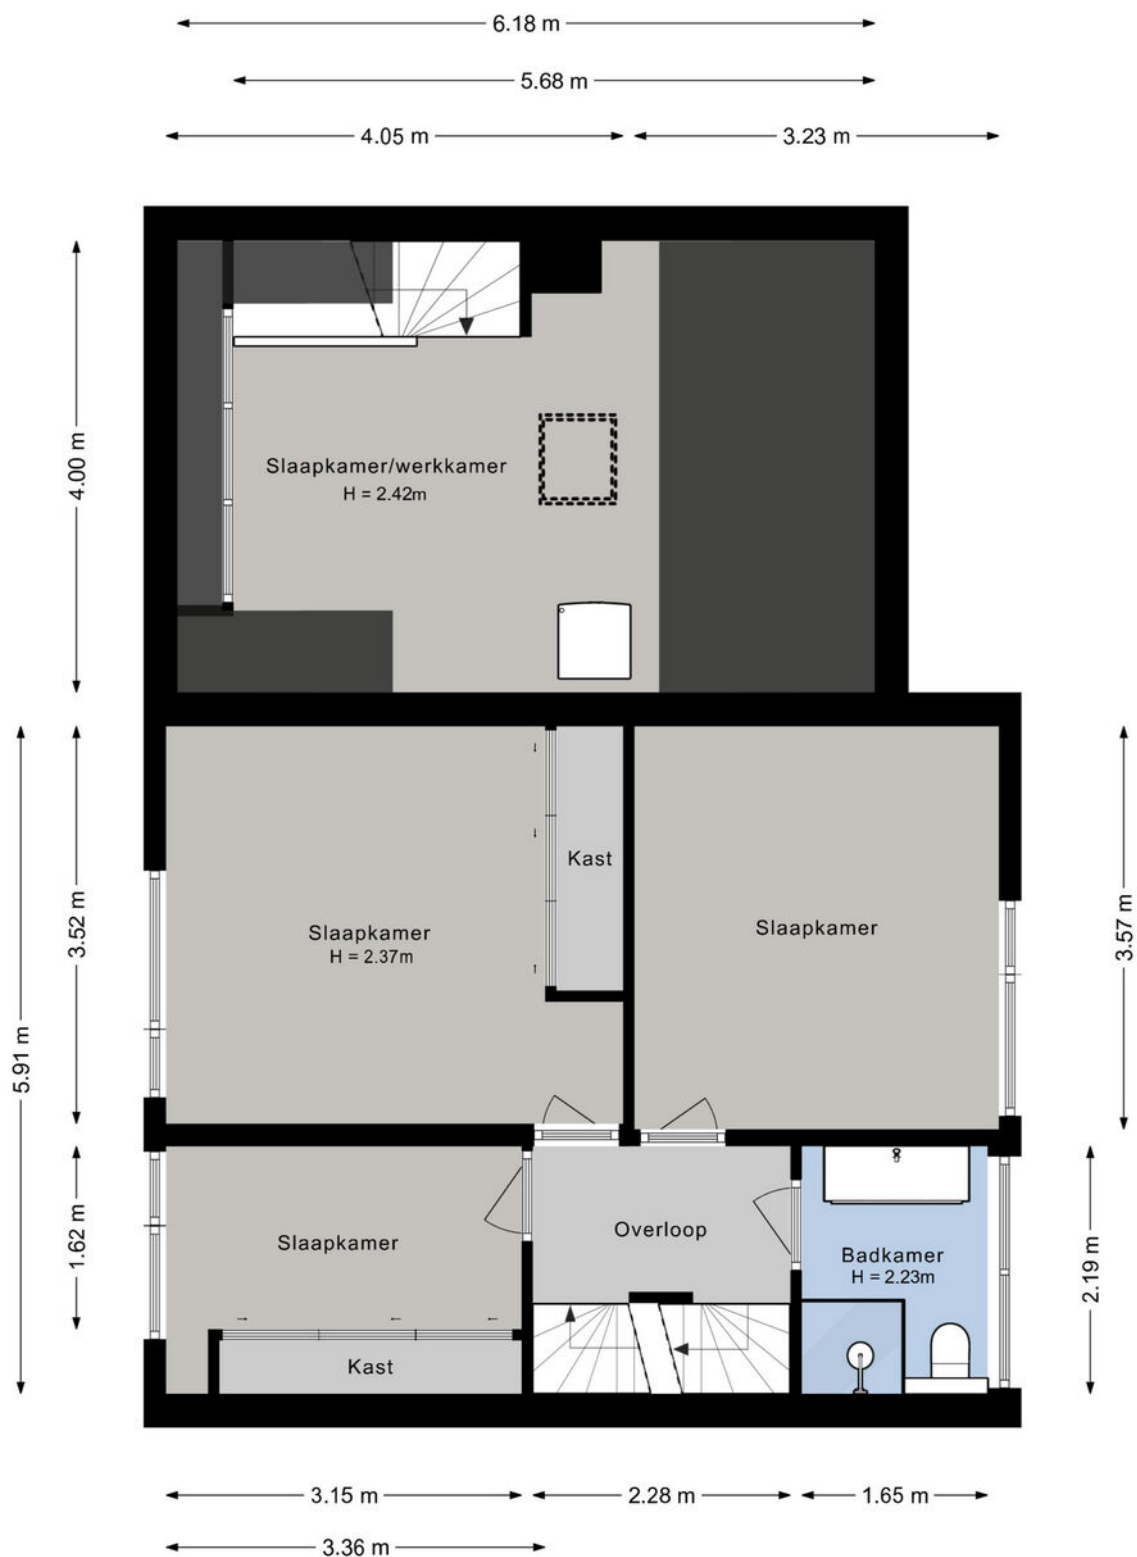 6.18 m
5.68 m
4.05 m
3.23 m
4.00 m
Slaapkamer/werkkamer
H = 2.42m
Kast
Slaapkamer
H = 2.37m
Slaapkamer
3.52 m
3.57 m
5.91 m
1.62 m
Slaapkamer
Overloop
Badkamer
H = 2.23m
2.19 m
Kast
3.15 m
2.28 m
1.65 m
3.36 m